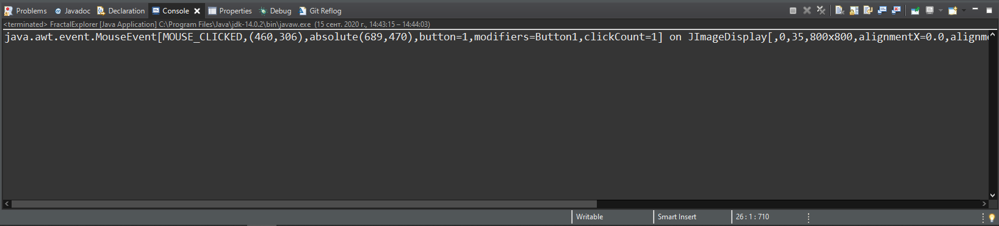 Problems @ Javadoc Declaration Console Properties Debug Git Reflog
<terminated> FractalExplorer [Java Application] C:\Program Files\Java\jdk-14.0.2\bin\javaw.exe (15 сент. 2020 г., 14:43:15 – 14:44:03)
java.awt.event.MouseEvent[MOUSE_CLICKED,(460,306),absolute(689,470),button=1,modifiers=Button1,clickCount=1] on JImageDisplay[,0,35,800x800,alignmentX=0.0,alignme
Writable Smart Insert 26 : 1 : 710